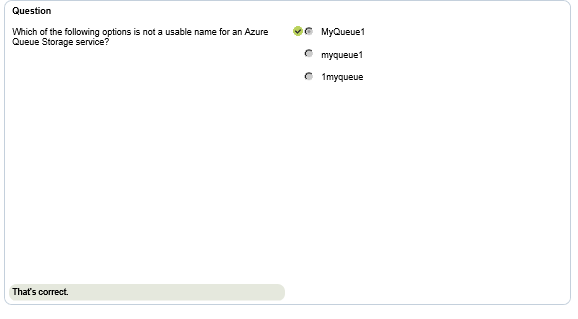 Question
Which of the following options is not a usable name for an Azure
Queue Storage service?
MyQueue1
myqueue1
1myqueue
That's correct.